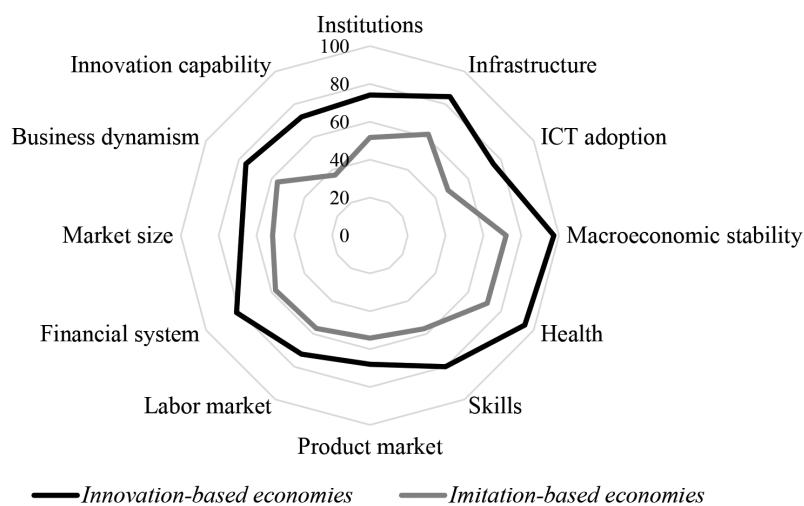 Institutions
100
Innovation capability
Infrastructure
80
60
Business dynamism
ICT adoption
40
20
Market size
0
Macroeconomic stability
Financial system
Health
Labor market
Skills
Product market
Innovation-based economies
Imitation-based economies